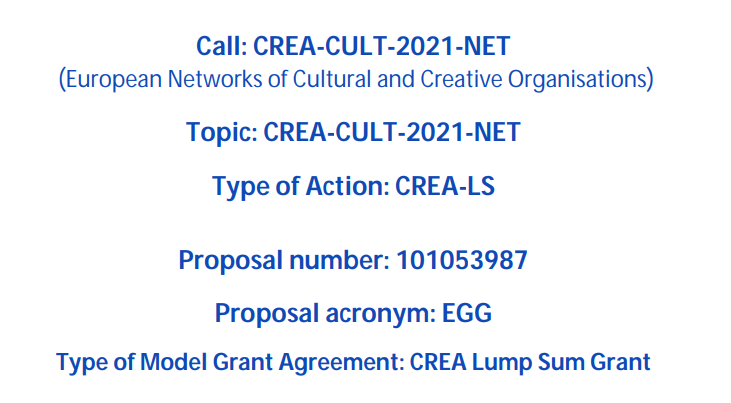 Call: CREA-CULT-2021-NET
(European Networks of Cultural and Creative Organisations)
Topic: CREA-CULT-2021-NET
Type of Action: CREA-LS
Proposal number: 101053987
Proposal acronym: EGG
Type of Model Grant Agreement: CREA Lump Sum Grant